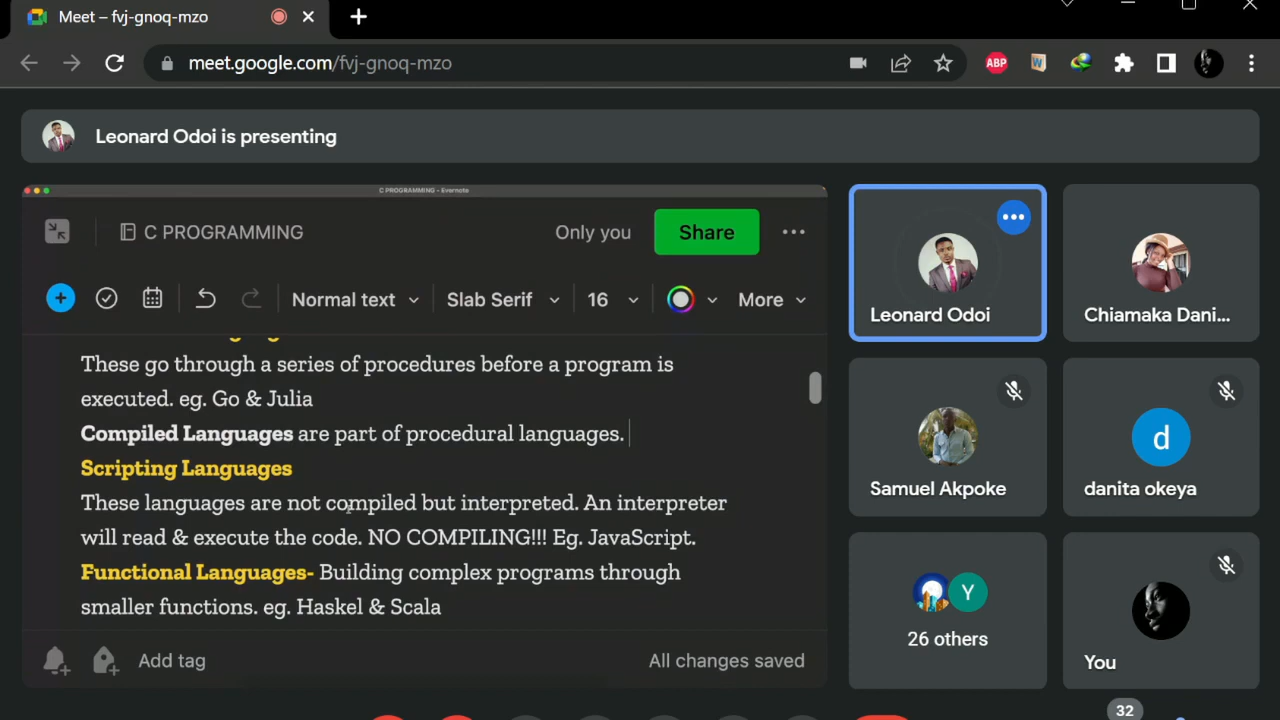 Meet – fvj-gnoq-mzo
meet.google.com/fvj-gnoq-mzo
ABP
Leonard Odoi is presenting
C PROGRAMMING - Evernote
C PROGRAMMING
Only you
Share
Normal text
Slab Serif
16
More
These go through a series of procedures before a program is
executed. eg. Go & Julia
Compiled Languages are part of procedural languages.
Scripting Languages
These languages are not compiled but interpreted. An interpreter
will read & execute the code. NO COMPILING!!! Eg. JavaScript.
Functional Languages- Building complex programs through
smaller functions. eg. Haskel & Scala
Add tag
All changes saved
Leonard Odoi
Chiamaka Dani...
Samuel Akpoke
d
danita okeya
Y
26 others
You
32